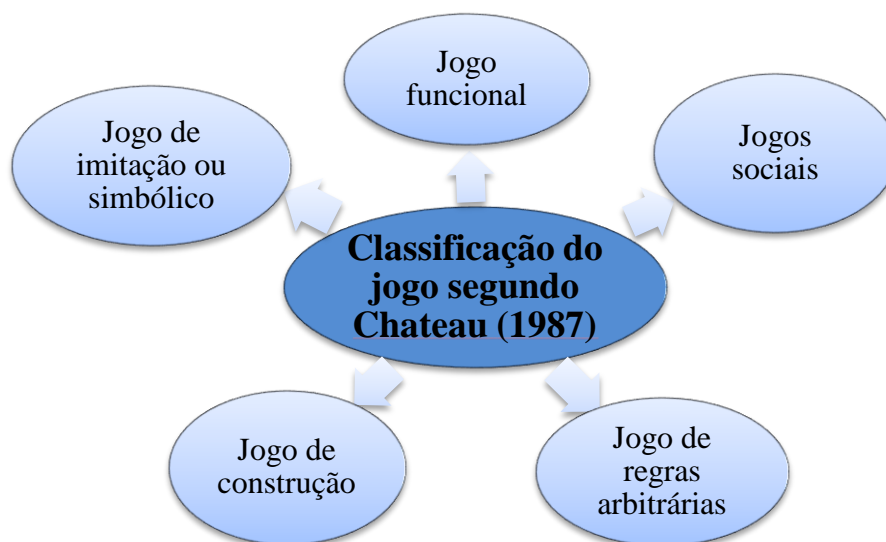 Jogo
funcional
Jogo de
imitação ou
simbólico
Jogos
sociais
Classificação do
jogo segundo
Chateau (1987)
Jogo de
construção
Jogo de
regras
arbitrárias